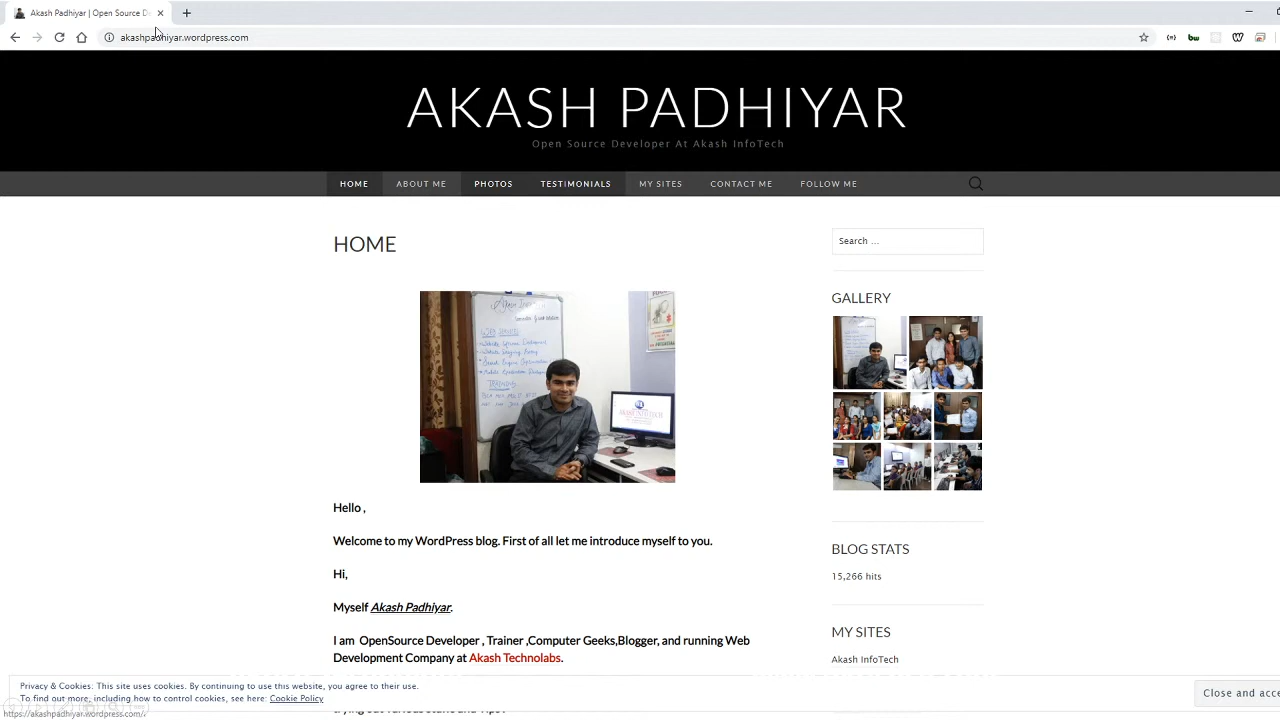 Akash Padhiyar | Open Source De
akashpadhiyar.wordpress.com
AKASH PADHIYAR
Open Source Developer At Akash InfoTech
HOME ABOUT ME PHOTOS TESTIMONIALS MY SITES CONTACT ME FOLLOW ME
HOME
Hello ,
Welcome to my WordPress blog. First of all let me introduce myself to you.
Hi,
Myself Akash Padhiyar.
I am OpenSource Developer , Trainer ,Computer Geeks,Blogger, and running Web
Development Company at Akash Technolabs.
Search ...
GALLERY
BLOG STATS
15,266 hits
MY SITES
Akash InfoTech
Privacy & Cookies: This site uses cookies. By continuing to use this website, you agree to their use.
To find out more, including how to control cookies, see here: Cookie Policy
Close and acce
https://akashpadhiyar.wordpress.com/